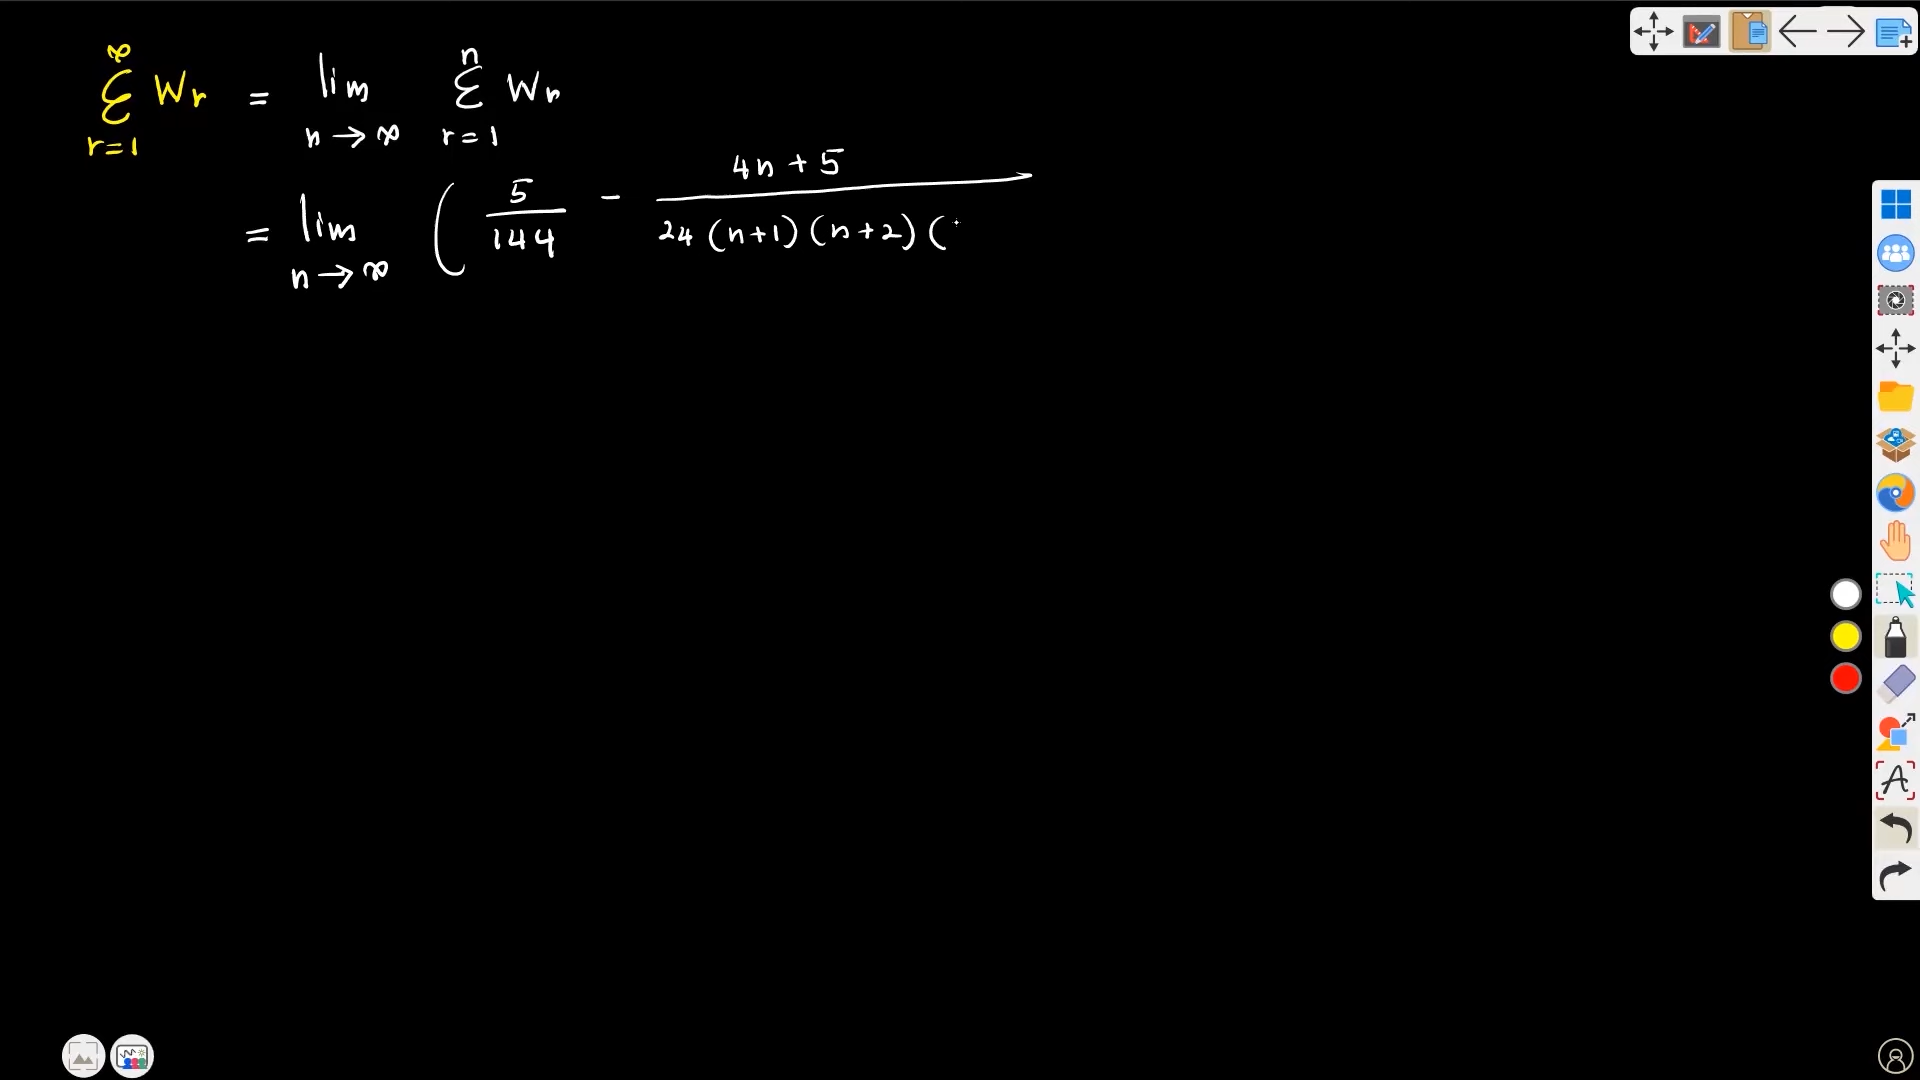 ∞
Σ Wr = lim Σ Wr
r=1 n→∞ r=1 n
= lim ( 5/144 - (4n+5)/(24(n+1)(n+2)(
n→∞